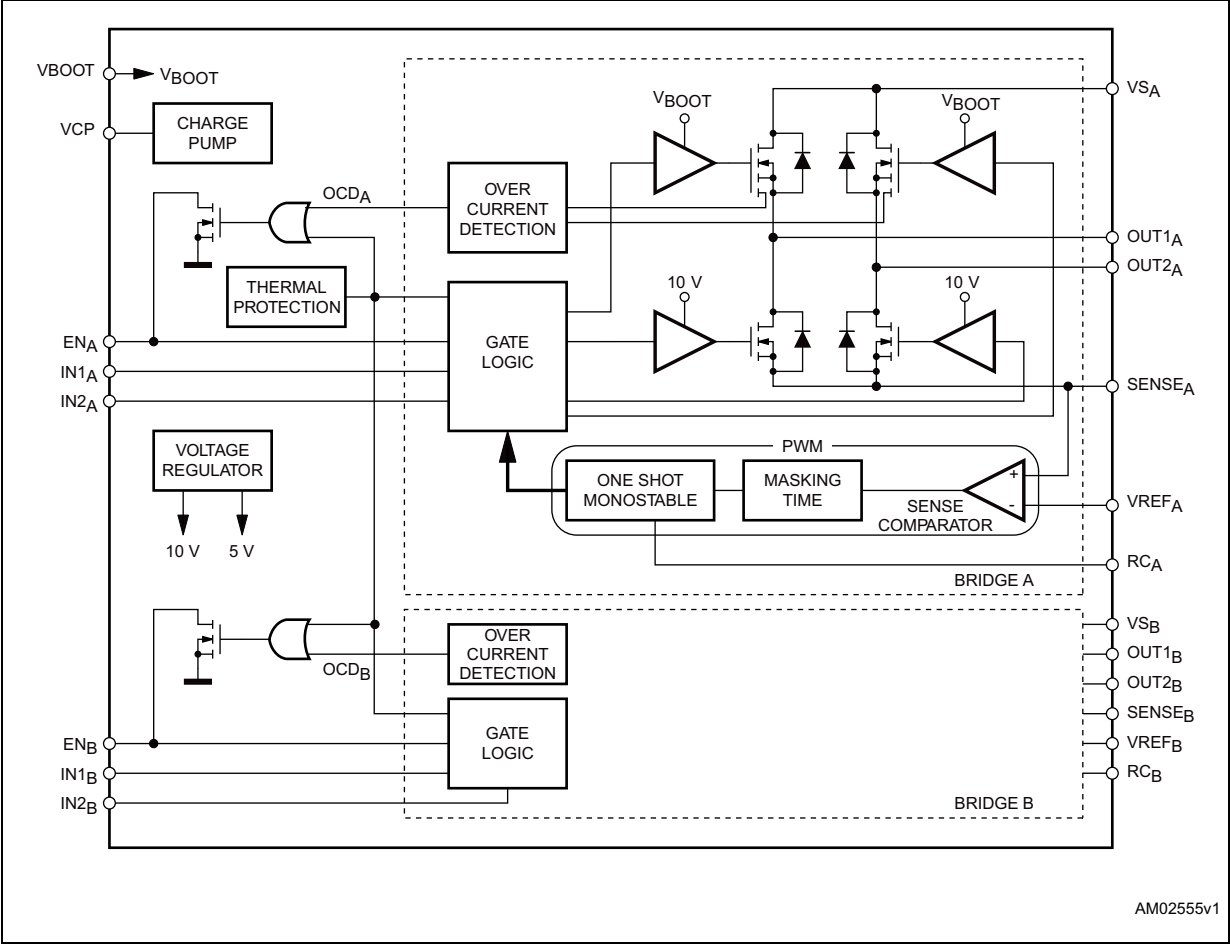 VBOOT
VBOOT
VCP
CHARGE
PUMP
VBOOT
VBOOT
VSA
OCDA
OVER
CURRENT
DETECTION
OUT1A
OUT2A
THERMAL
PROTECTION
10 V
10 V
GATE
LOGIC
ENA
IN1A
IN2A
SENSEA
VOLTAGE
REGULATOR
10 V
5 V
PWM
ONE SHOT
MONOSTABLE
MASKING
TIME
+
-
SENSE
COMPARATOR
VREFA
RCA
BRIDGE A
OCDB
OVER
CURRENT
DETECTION
GATE
LOGIC
ENB
IN1B
IN2B
VSB
OUT1B
OUT2B
SENSEB
VREFB
RCB
BRIDGE B
AM02555v1